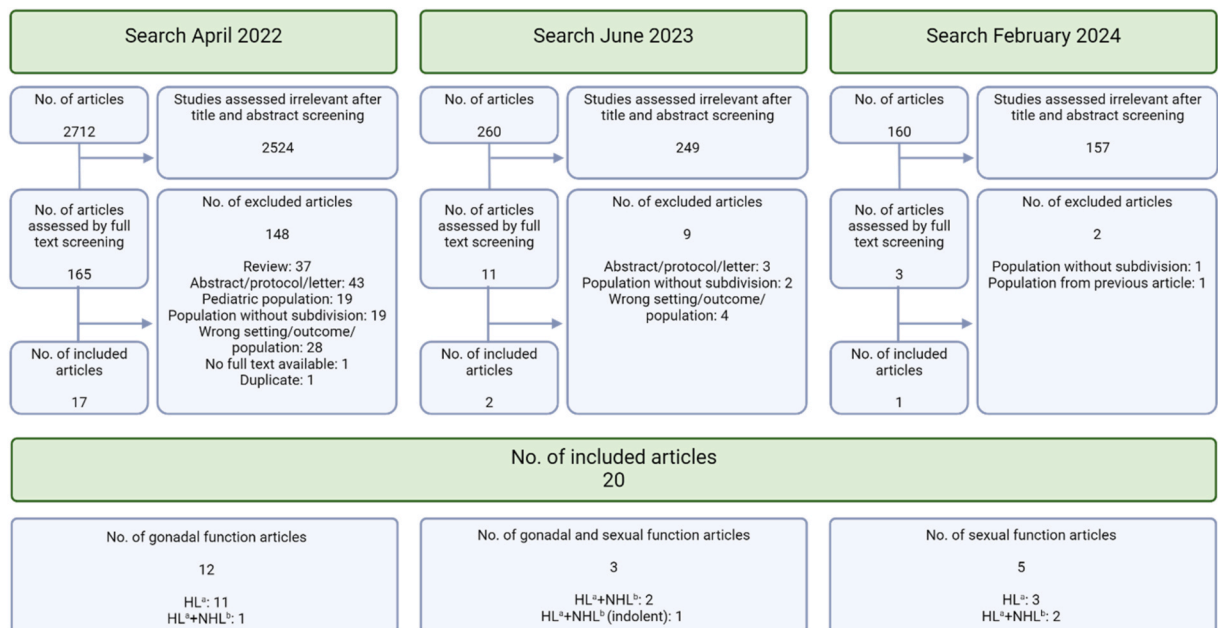 Search April 2022
No. of articles
2712
Studies assessed irrelevant after
title and abstract screening
2524
No. of articles
assessed by full
text screening
165
No. of excluded articles
148
Review: 37
Abstract/protocol/letter: 43
Pediatric population: 19
Population without subdivision: 19
Wrong setting/outcome/
population: 28
No full text available: 1
Duplicate: 1
No. of included
articles
17
Search June 2023
No. of articles
260
Studies assessed irrelevant after
title and abstract screening
249
No. of articles
assessed by full
text screening
11
No. of excluded articles
9
Abstract/protocol/letter: 3
Population without subdivision: 2
Wrong setting/outcome/
population: 4
No. of included
articles
2
Search February 2024
No. of articles
160
Studies assessed irrelevant after
title and abstract screening
157
No. of articles
assessed by full
text screening
3
No. of excluded articles
2
Population without subdivision: 1
Population from previous article: 1
No. of included
articles
1
No. of included articles
20
No. of gonadal function articles
12
HLᵃ: 11
HLᵃ+NHLᵇ: 1
No. of gonadal and sexual function articles
3
HLᵃ+NHLᵇ: 2
HLᵃ+NHLᵇ (indolent): 1
No. of sexual function articles
5
HLᵃ: 3
HLᵃ+NHLᵇ: 2